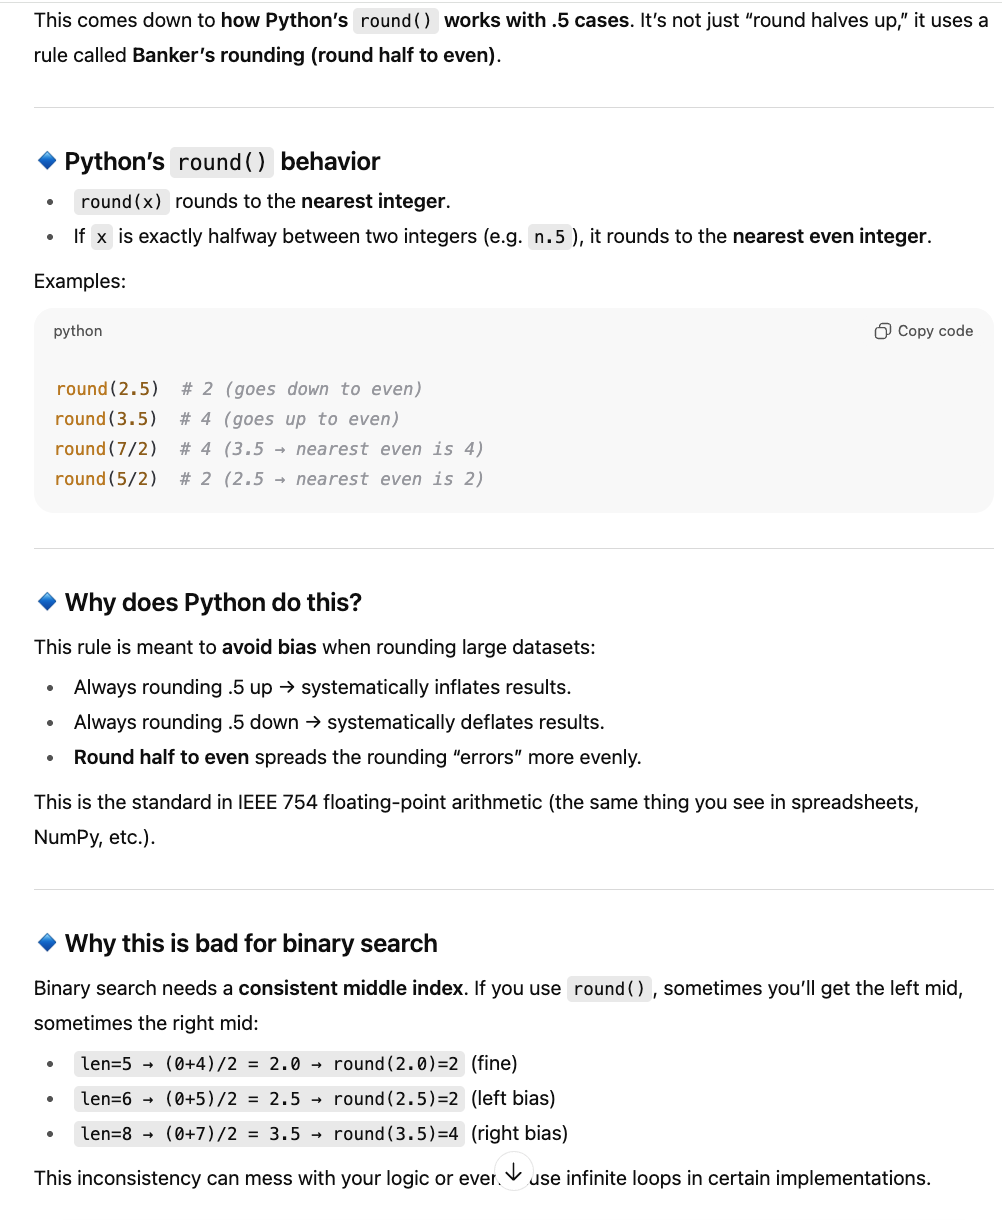 This comes down to how Python’s round() works with .5 cases. It’s not just “round halves up,” it uses a
rule called Banker’s rounding (round half to even).
Python’s round() behavior
• round(x) rounds to the nearest integer.
• If x is exactly halfway between two integers (e.g. n.5), it rounds to the nearest even integer.
Examples:
python
Copy code
round(2.5)  # 2 (goes down to even)
round(3.5)  # 4 (goes up to even)
round(7/2)  # 4 (3.5 → nearest even is 4)
round(5/2)  # 2 (2.5 → nearest even is 2)
Why does Python do this?
This rule is meant to avoid bias when rounding large datasets:
• Always rounding .5 up → systematically inflates results.
• Always rounding .5 down → systematically deflates results.
• Round half to even spreads the rounding “errors” more evenly.
This is the standard in IEEE 754 floating-point arithmetic (the same thing you see in spreadsheets,
NumPy, etc.).
Why this is bad for binary search
Binary search needs a consistent middle index. If you use round(), sometimes you’ll get the left mid,
sometimes the right mid:
• len=5 → (0+4)/2 = 2.0 → round(2.0)=2 (fine)
• len=6 → (0+5)/2 = 2.5 → round(2.5)=2 (left bias)
• len=8 → (0+7)/2 = 3.5 → round(3.5)=4 (right bias)
This inconsistency can mess with your logic or even infinite loops in certain implementations.